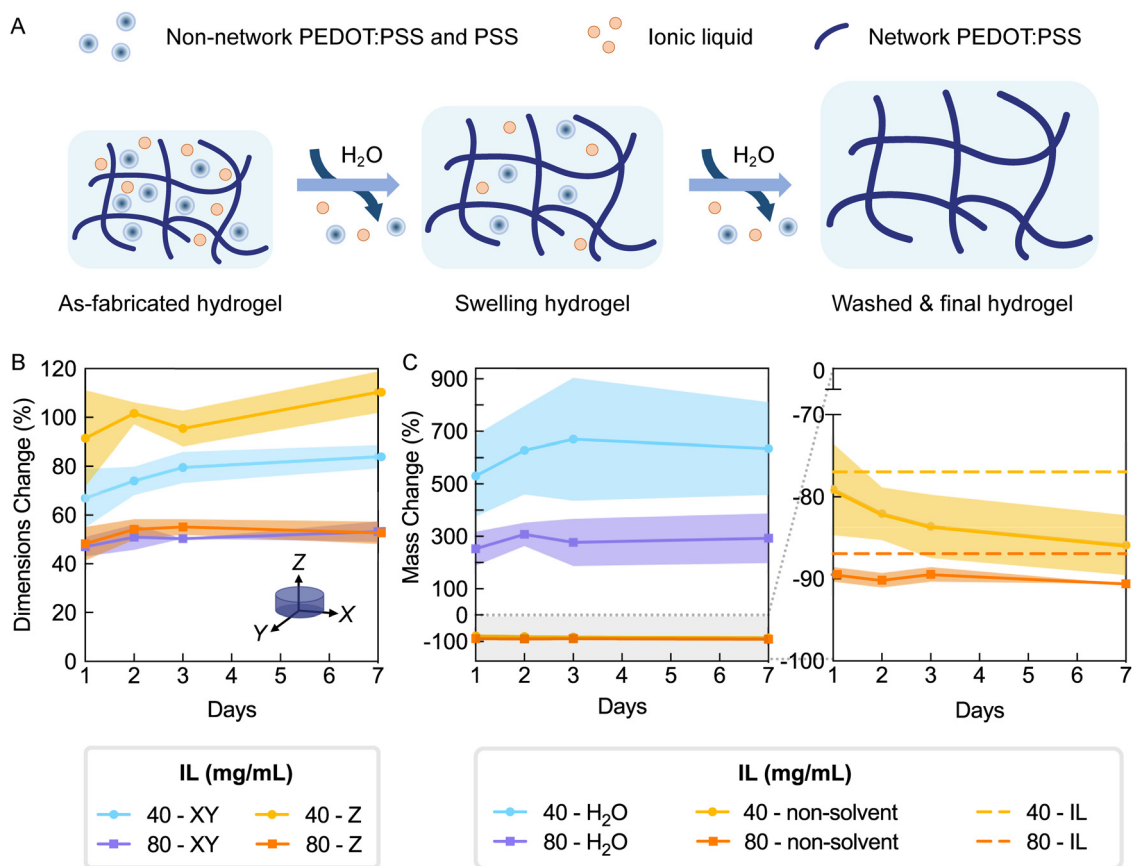 A
Non-network PEDOT:PSS and PSS
Ionic liquid
Network PEDOT:PSS
H₂O
H₂O
As-fabricated hydrogel
Swelling hydrogel
Washed & final hydrogel
B
Dimensions Change (%)
120
100
80
60
40
20
0
1 2 3 4 5 6 7
Days
Z
Y
X
C
Mass Change (%)
900
700
500
300
100
0
-100
1 2 3 4 5 6 7
Days
0
-70
-80
-90
-100
1 2 3 4 5 6 7
Days
IL (mg/mL)
40 - XY
40 - Z
80 - XY
80 - Z
IL (mg/mL)
40 - H₂O
40 - non-solvent
40 - IL
80 - H₂O
80 - non-solvent
80 - IL